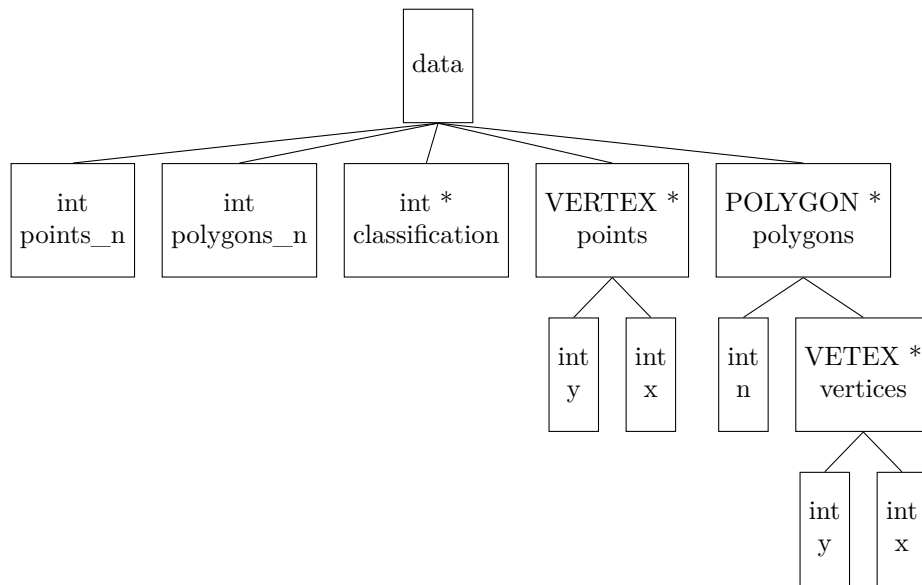 data
int
points_n
int
polygons_n
int *
classification
VERTEX *
points
POLYGON *
polygons
int
y
int
x
int
n
VETEX *
vertices
int
y
int
x